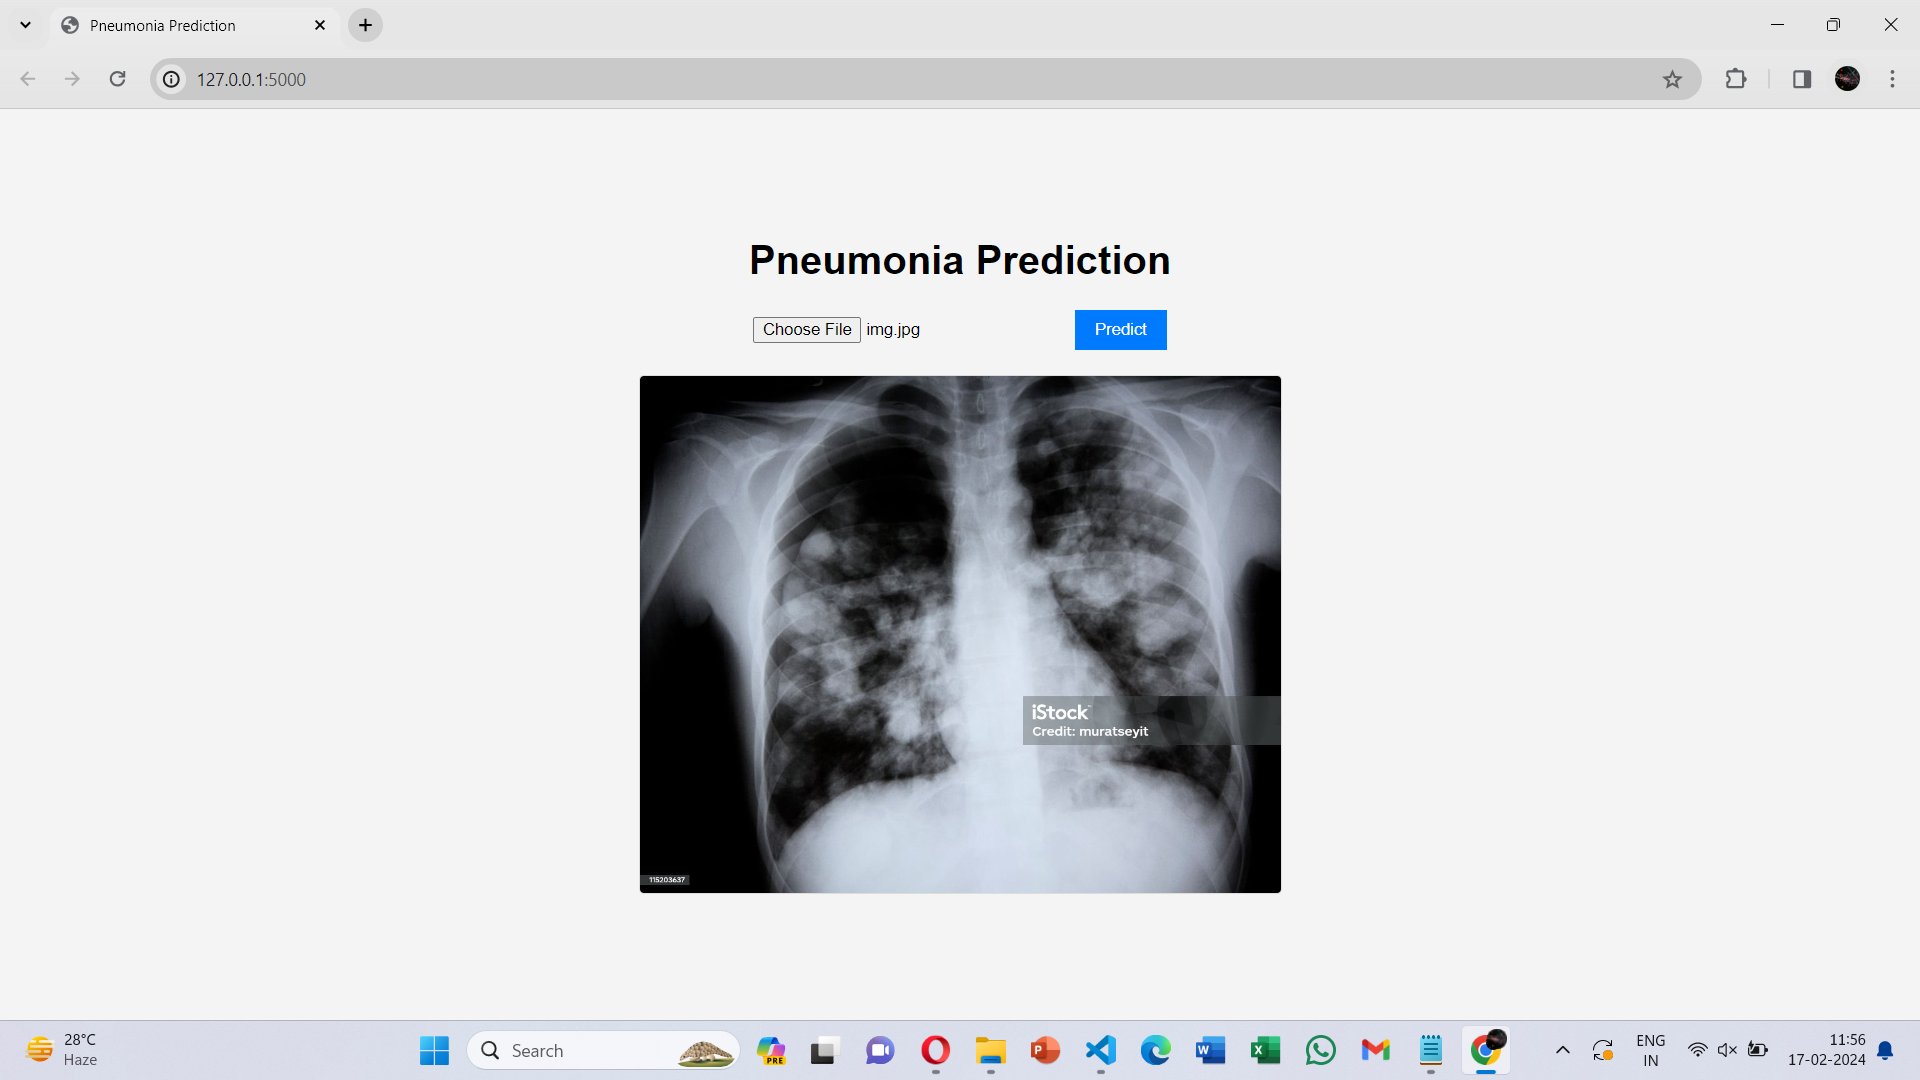 Pneumonia Prediction
127.0.0.1:5000
Pneumonia Prediction
Choose File img.jpg
Predict
iStock
Credit: muratseyit
115203637
28°C
Haze
Search
PRE
ENG
IN
11:56
17-02-2024